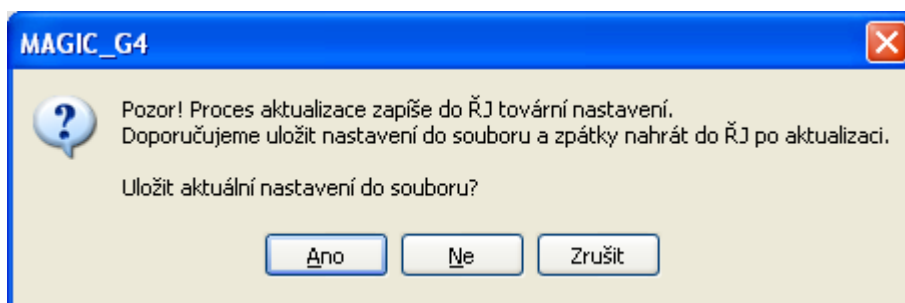 MAGIC_G4
Pozor! Proces aktualizace zapíše do ŘJ tovární nastavení.
Doporučujeme uložit nastavení do souboru a zpátky nahrát do ŘJ po aktualizaci.
Uložit aktuální nastavení do souboru?
Ano Ne Zrušit